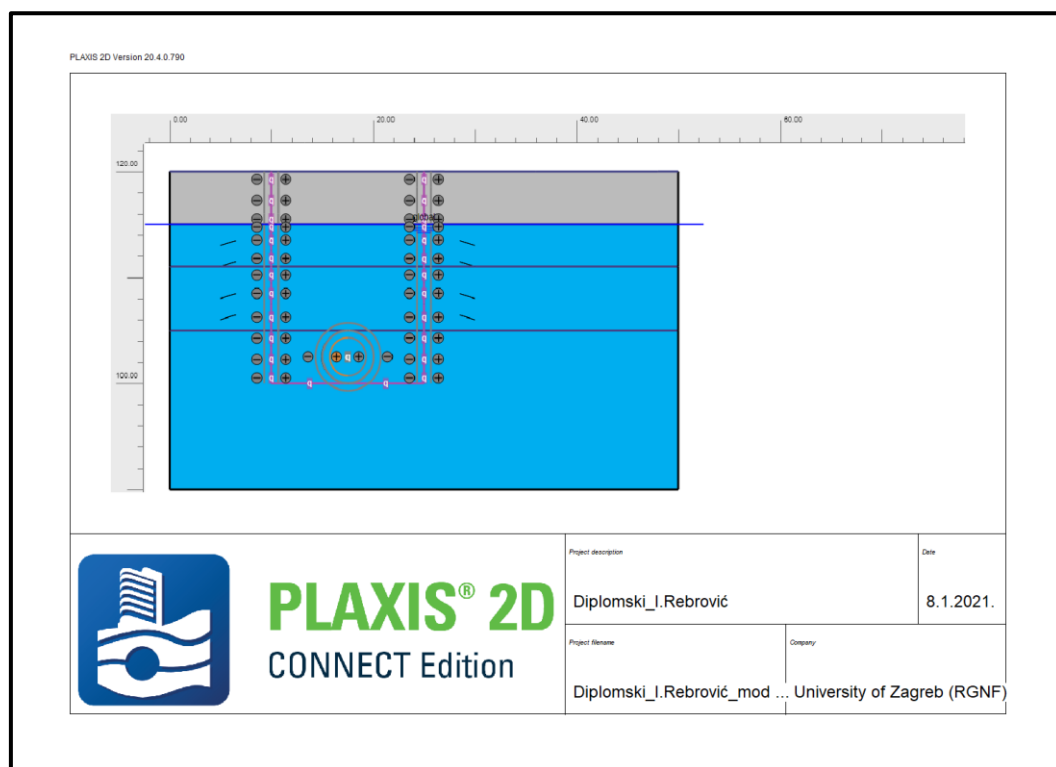 PLAXIS 2D Version 20.4.0.790
0.00 20.00 40.00 60.00
120.00
global
100.00
PLAXIS® 2D
CONNECT Edition
Project description
Diplomski_I.Rebrović
Date
8.1.2021.
Project filename
Diplomski_I.Rebrović_mod ...
Company
University of Zagreb (RGNF)